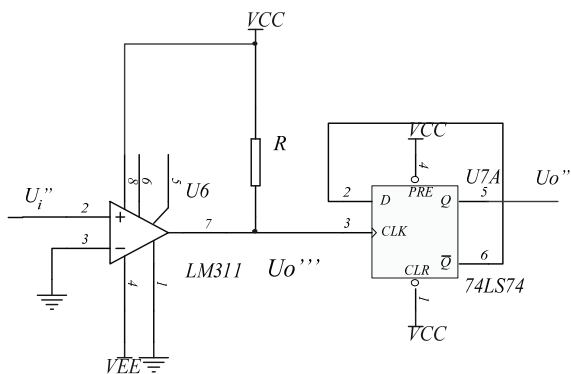 VCC
R
VCC
8
6
5
U6
4
U7A
Ui''
2
+
7
2
D
PRE
Q
5
Uo''
3
−
3
CLK
LM311
Uo'''
Q
6
4
1
CLR
74LS74
1
VEE
VCC